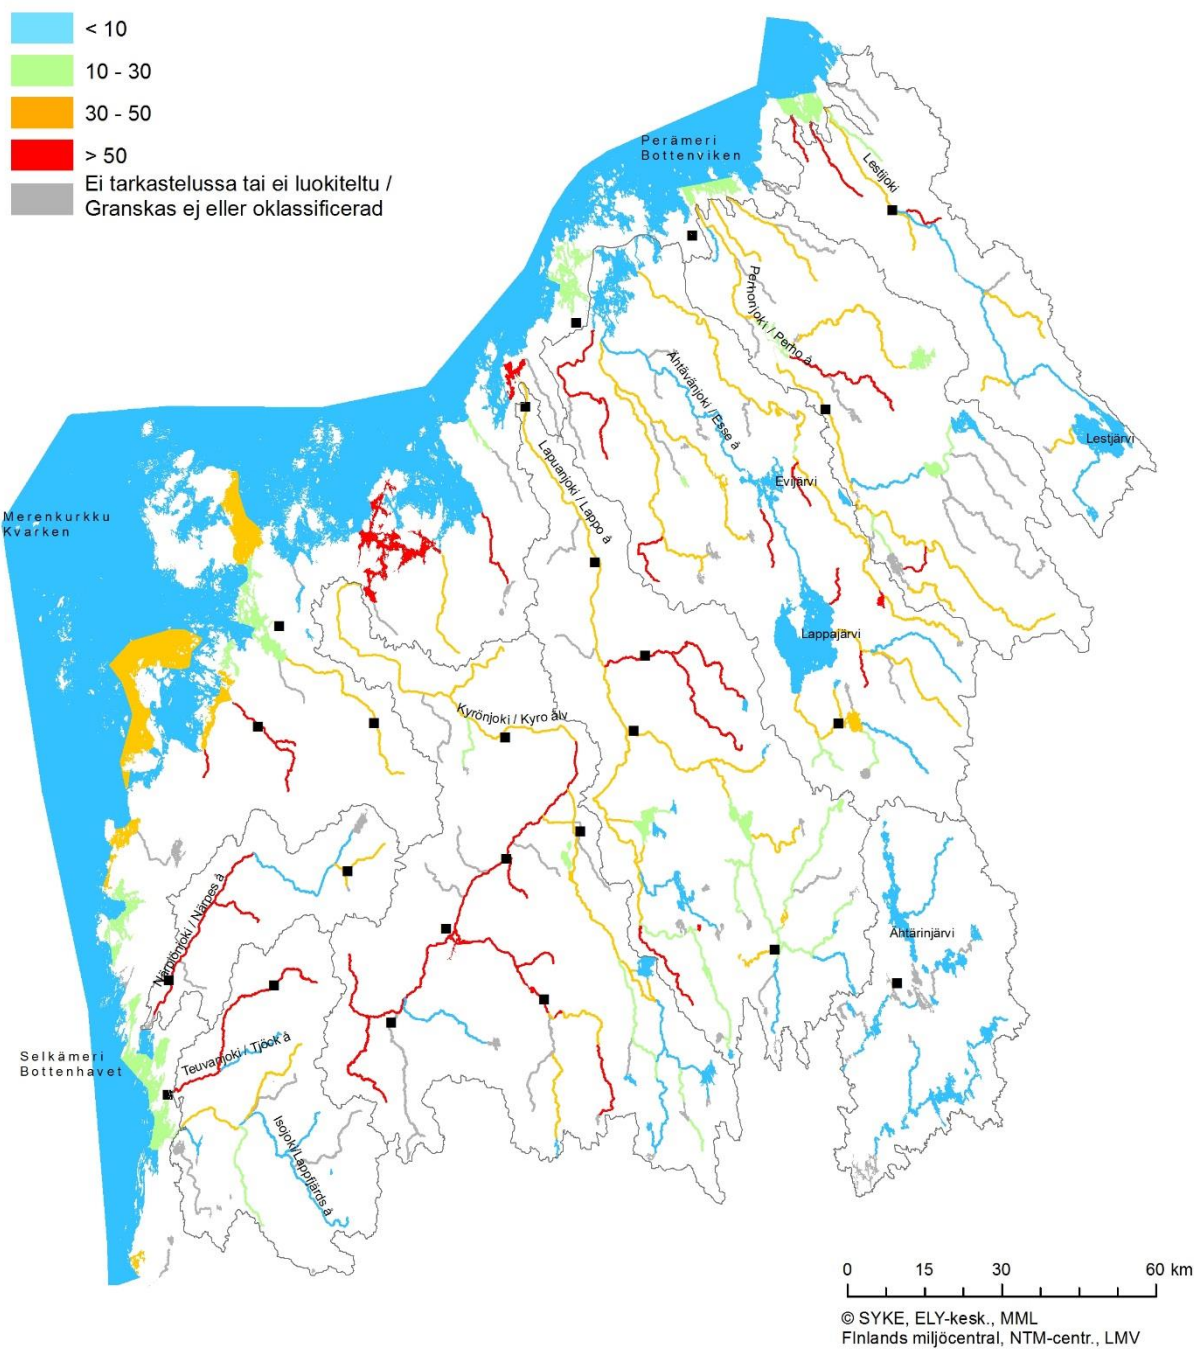 < 10
10 - 30
30 - 50
> 50
Ei tarkastelussa tai ei luokiteltu /
Granskas ej eller oklassificerad
Perämeri
Bottenviken
Lestijoki
Perhonjoki / Perho å
Ähtävänjoki / Esse å
Lestjärvi
Evijärvi
Lapuanjoki / Lappo å
Merenkurkku
Kvarken
Lappajärvi
Kyrönjoki / Kyro älv
Närpiönjoki / Närpes å
Ähtärinjärvi
Teuvanjoki / Tjöck å
Selkämeri
Bottenhavet
Isojoki/Lappfjärds å
0 15 30 60 km
© SYKE, ELY-kesk., MML
FInlands miljöcentral, NTM-centr., LMV